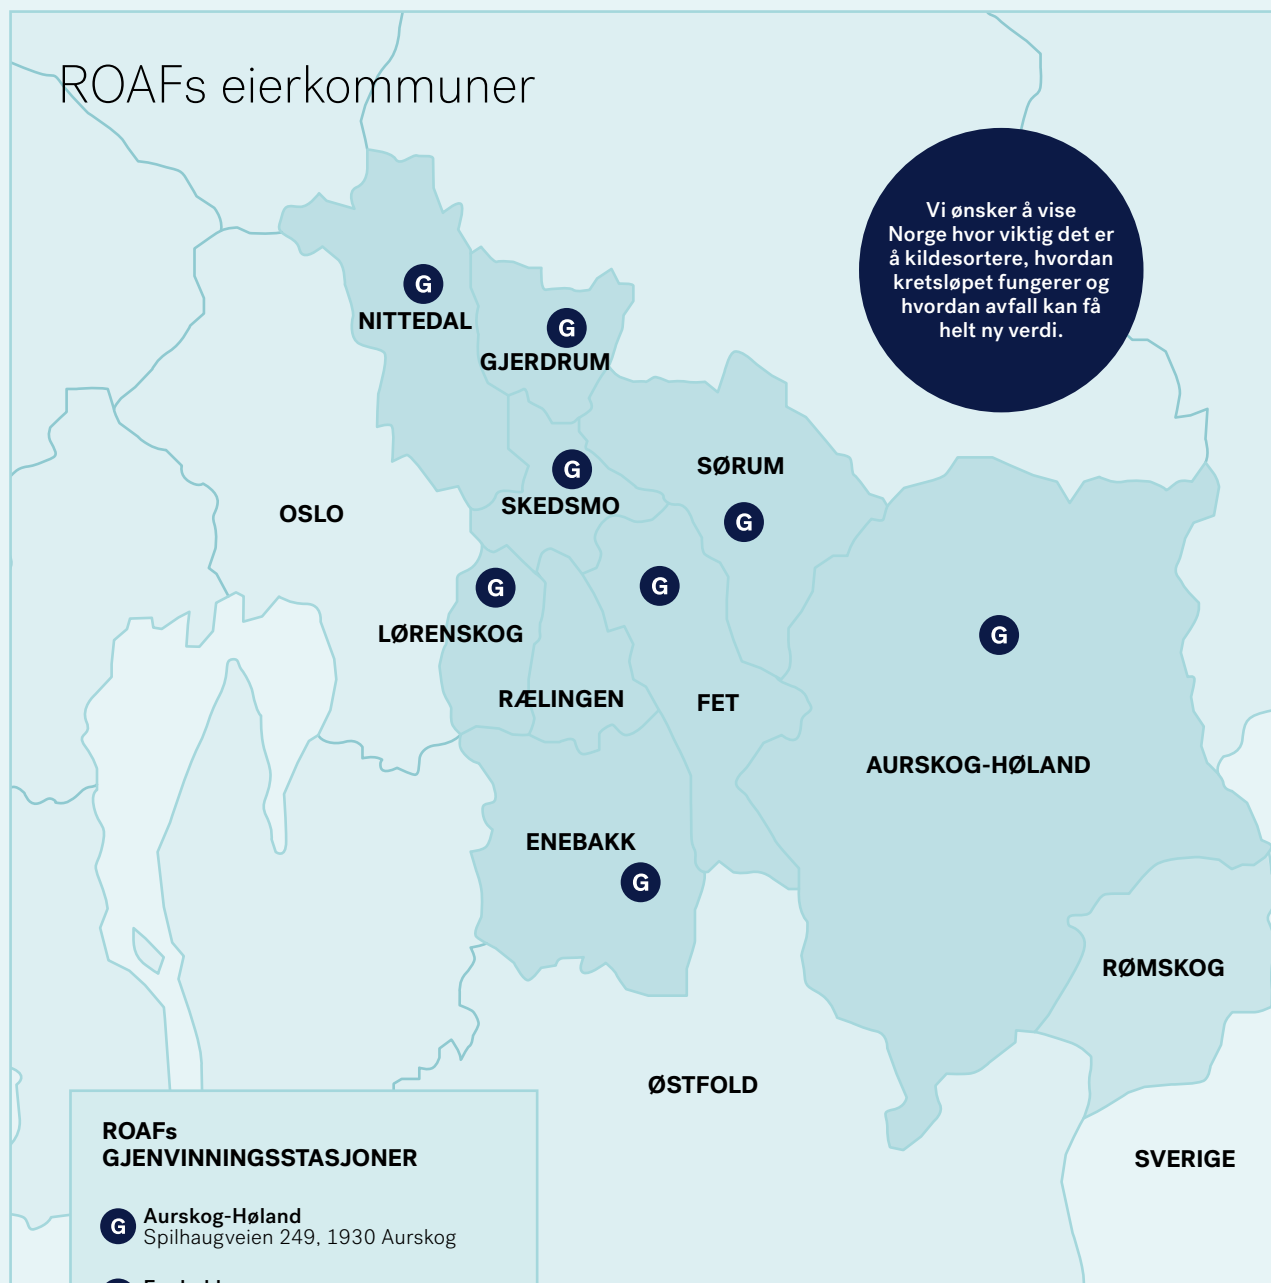 ROAFs eierkommuner
Vi ønsker å vise
Norge hvor viktig det er
å kildesortere, hvordan
kretsløpet fungerer og
hvordan avfall kan få
helt ny verdi.
G
NITTEDAL
G
GJERDRUM
G
SKEDSMO
SØRUM
G
OSLO
G
LØRENSKOG
G
RÆLINGEN
FET
G
AURSKOG-HØLAND
ENEBAKK
G
RØMSKOG
ØSTFOLD
SVERIGE
ROAFs
GJENVINNINGSSTASJONER
G
Aurskog-Høland
Spilhaugveien 249, 1930 Aurskog